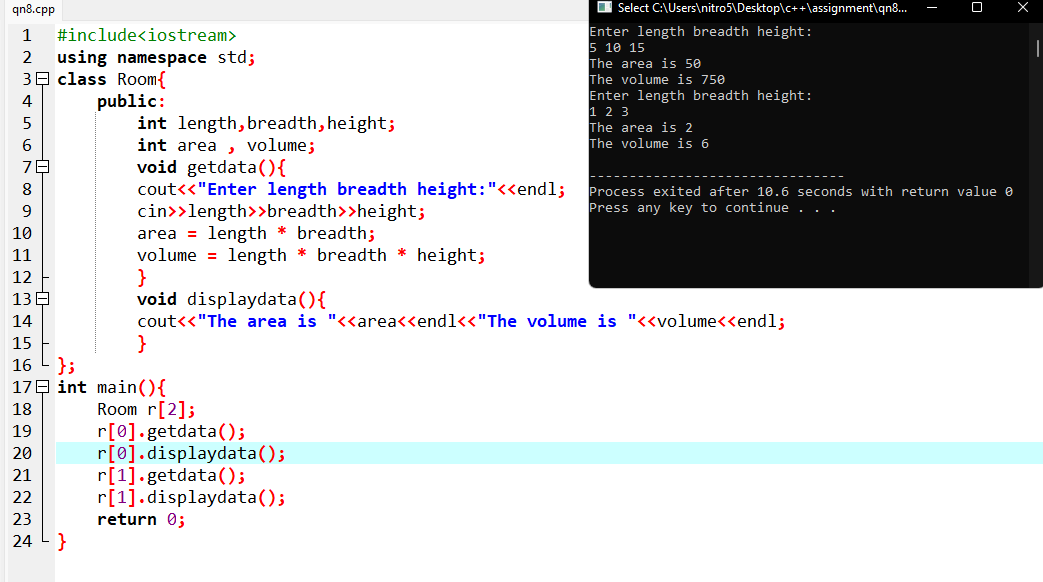 qn8.cpp
1 #include<iostream>
2 using namespace std;
3 class Room{
4 public:
5 int length,breadth,height;
6 int area , volume;
7 void getdata(){
8 cout<<"Enter length breadth height:"<<endl;
9 cin>>length>>breadth>>height;
10 area = length * breadth;
11 volume = length * breadth * height;
12 }
13 void displaydata(){
14 cout<<"The area is "<<area<<endl<<"The volume is "<<volume<<endl;
15 }
16 };
17 int main(){
18 Room r[2];
19 r[0].getdata();
20 r[0].displaydata();
21 r[1].getdata();
22 r[1].displaydata();
23 return 0;
24 }
Select C:\Users\nitro5\Desktop\c++\assignment\qn8...
Enter length breadth height:
5 10 15
The area is 50
The volume is 750
Enter length breadth height:
1 2 3
The area is 2
The volume is 6
--------------------------------
Process exited after 10.6 seconds with return value 0
Press any key to continue . . .